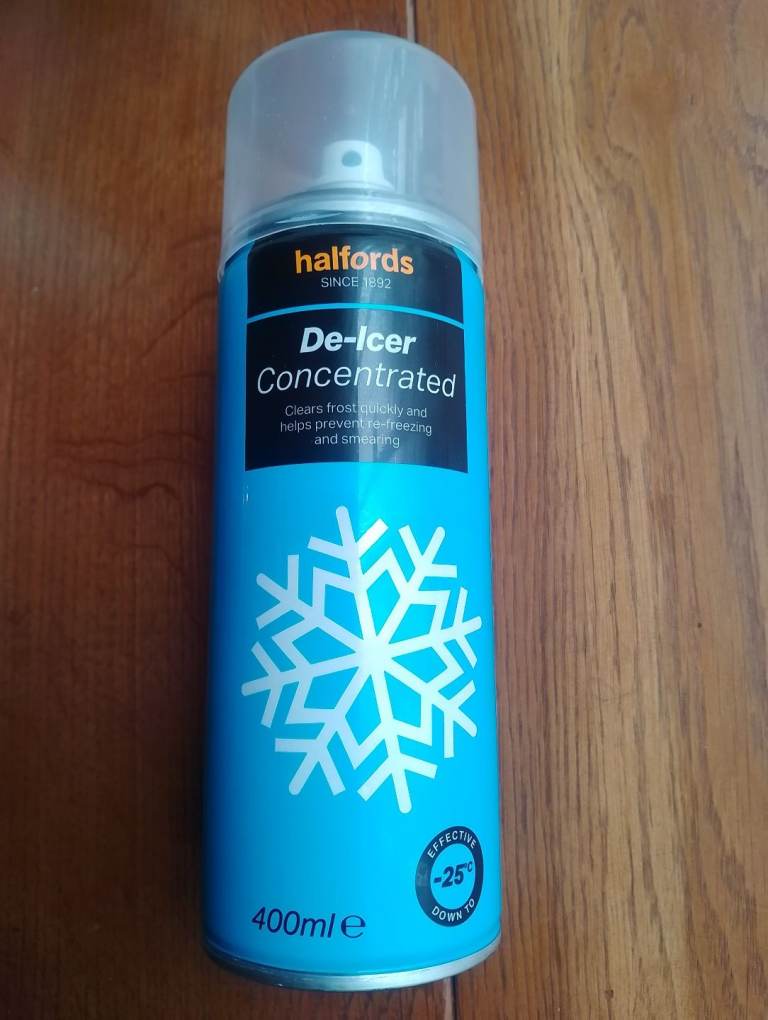 halfords
SINCE 1892
De-Icer
Concentrated
Clears frost quickly and
helps prevent re-freezing
and smearing
EFFECTIVE
-25°C
DOWN TO
400ml ℮